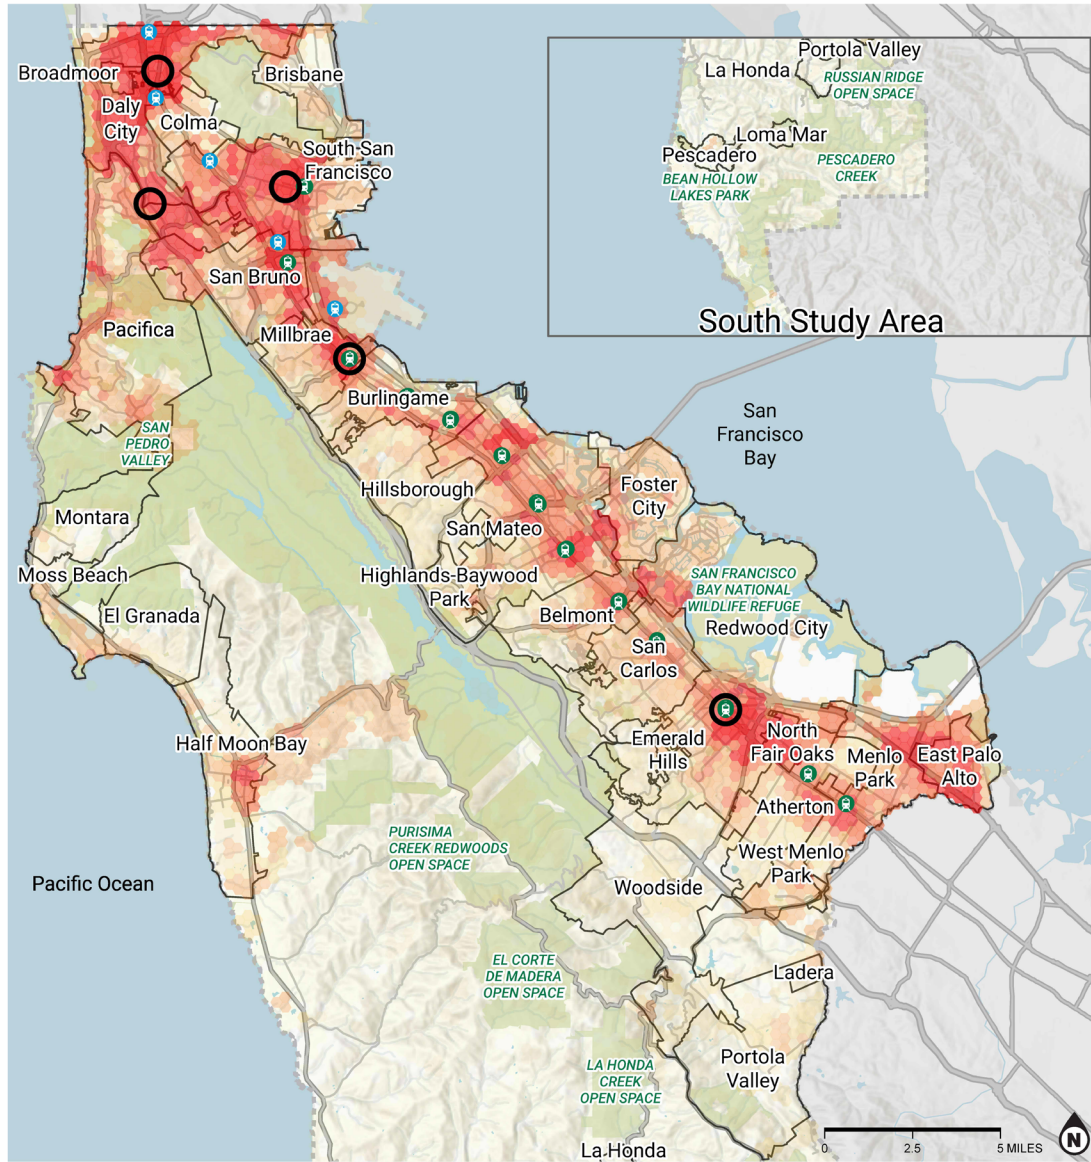 Broadmoor
Brisbane
Daly
City
Colma
South San
Francisco
San Bruno
Pacifica
Millbrae
Burlingame
SAN
PEDRO
VALLEY
Hillsborough
San Mateo
Foster
City
San
Francisco
Bay
Montara
Moss Beach
El Granada
Highlands-Baywood
Park
Belmont
SAN FRANCISCO
BAY NATIONAL
WILDLIFE REFUGE
Redwood City
San
Carlos
Half Moon Bay
Emerald
Hills
North
Fair Oaks
Menlo
Park
East Palo
Alto
Atherton
PURISIMA
CREEK REDWOODS
OPEN SPACE
West Menlo
Park
Pacific Ocean
Woodside
EL CORTE
DE MADERA
OPEN SPACE
Ladera
Portola
Valley
LA HONDA
CREEK
OPEN SPACE
La Honda
Portola Valley
La Honda
RUSSIAN RIDGE
OPEN SPACE
Loma Mar
Pescadero
PESCADERO
CREEK
BEAN HOLLOW
LAKES PARK
South Study Area
0 2.5 5 MILES
N